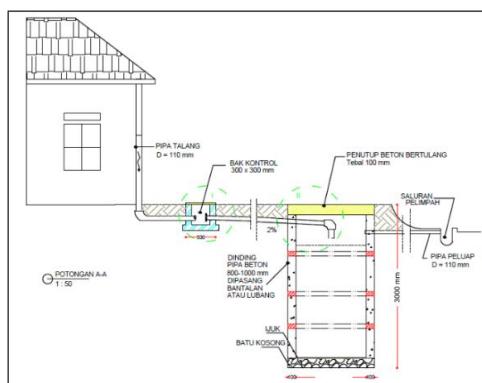 PIPA TALANG
D = 110 mm
BAK KONTROL
300 x 300 mm
PENUTUP BETON BERTULANG
Tebal 100 mm
SALURAN
PELIMPAH
2%
PIPA PELUAP
D = 110 mm
DINDING
PIPA BETON
800-1000 mm
DIPASANG
BANTALAN
ATAU LUBANG
3000 mm
POTONGAN A-A
1 : 50
IJUK
BATU KOSONG